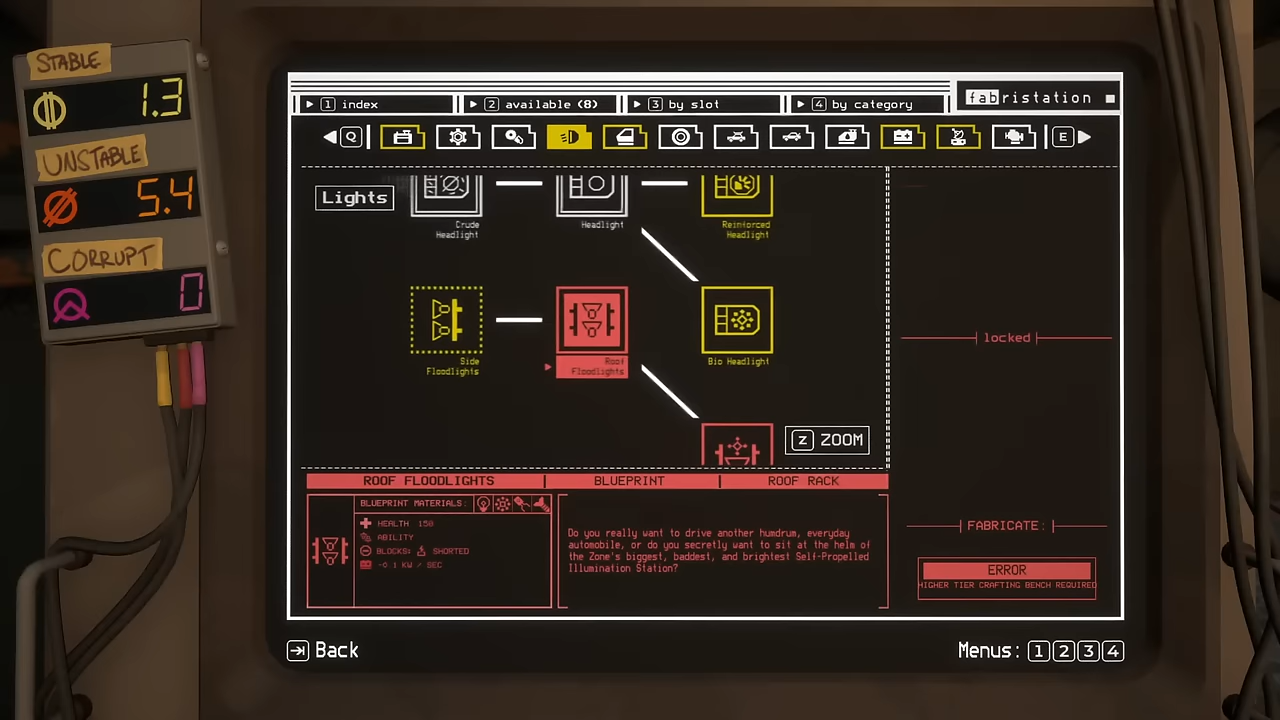 STABLE
1.3
UNSTABLE
5.4
CORRUPT
0
1 index
2 available (8)
3 by slot
4 by category
fabristation
Q
E
Lights
Crude
Headlight
Headlight
Reinforced
Headlight
Side
Floodlights
Roof
Floodlights
Bio Headlight
Z ZOOM
locked
ROOF FLOODLIGHTS
BLUEPRINT
ROOF RACK
BLUEPRINT MATERIALS:
HEALTH 150
ABILITY
BLOCKS: SHORTED
-0.1 KW / SEC
Do you really want to drive another humdrum, everyday
automobile, or do you secretly want to sit at the helm of
the Zone's biggest, baddest, and brightest Self-Propelled
Illumination Station?
FABRICATE:
ERROR
HIGHER TIER CRAFTING BENCH REQUIRED
Back
Menus: 1 2 3 4